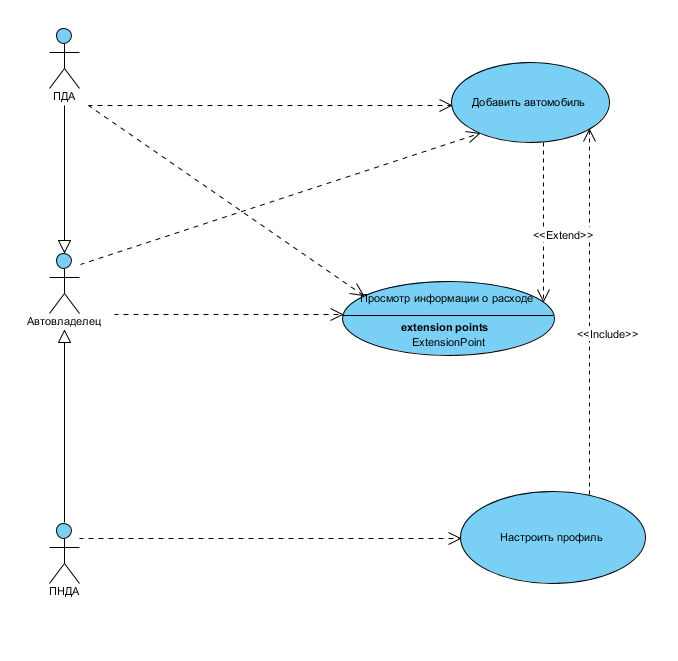 ПДА
Добавить автомобиль
<<Extend>>
Просмотр информации о расходе
Автовладелец
extension points
ExtensionPoint
<<Include>>
Настроить профиль
ПНДА